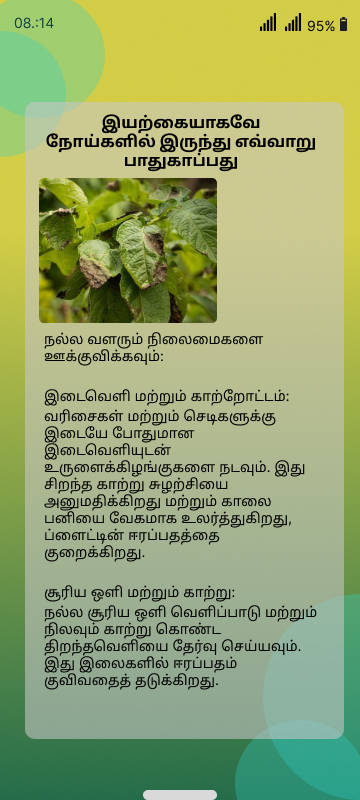 08.:14
95%
இயற்கையாகவே
நோய்களில் இருந்து எவ்வாறு
பாதுகாப்பது
நல்ல வளரும் நிலைமைகளை
ஊக்குவிக்கவும்:
இடைவெளி மற்றும் காற்றோட்டம்:
வரிசைகள் மற்றும் செடிகளுக்கு
இடையே போதுமான
இடைவெளியுடன்
உருளைக்கிழங்குகளை நடவும். இது
சிறந்த காற்று சுழற்சியை
அனுமதிக்கிறது மற்றும் காலை
பனியை வேகமாக உலர்த்துகிறது,
ப்ளைட்டின் ஈரப்பதத்தை
குறைக்கிறது.
சூரிய ஒளி மற்றும் காற்று:
நல்ல சூரிய ஒளி வெளிப்பாடு மற்றும்
நிலவும் காற்று கொண்ட
திறந்தவெளியை தேர்வு செய்யவும்.
இது இலைகளில் ஈரப்பதம்
குவிவதைத் தடுக்கிறது.